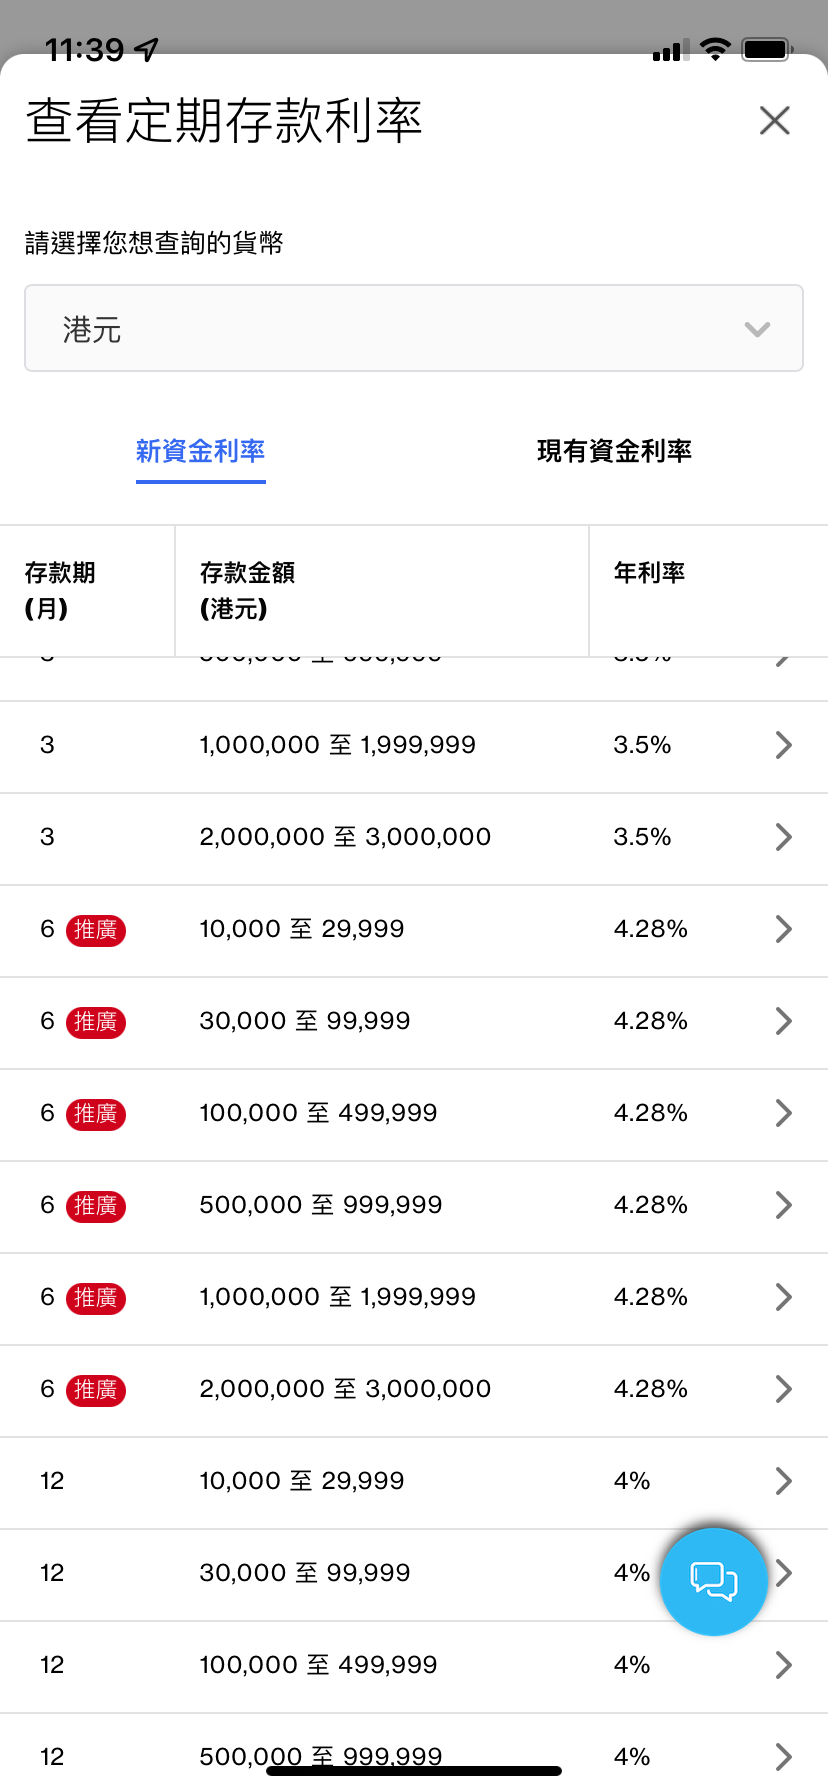 11:39
查看定期存款利率
請選擇您想查詢的貨幣
港元
新資金利率 現有資金利率
存款期 存款金額 年利率
(月) (港元)
3 1,000,000 至 1,999,999 3.5%
3 2,000,000 至 3,000,000 3.5%
6 推廣 10,000 至 29,999 4.28%
6 推廣 30,000 至 99,999 4.28%
6 推廣 100,000 至 499,999 4.28%
6 推廣 500,000 至 999,999 4.28%
6 推廣 1,000,000 至 1,999,999 4.28%
6 推廣 2,000,000 至 3,000,000 4.28%
12 10,000 至 29,999 4%
12 30,000 至 99,999 4%
12 100,000 至 499,999 4%
12 500,000 至 999,999 4%